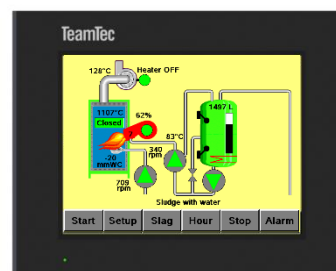 TeamTec
128°C Heater OFF
1107°C
Closed
62%
1497 L
83°C
340
rpm
-20
mmWC
709
rpm
Sludge with water
Start Setup Slag Hour Stop Alarm